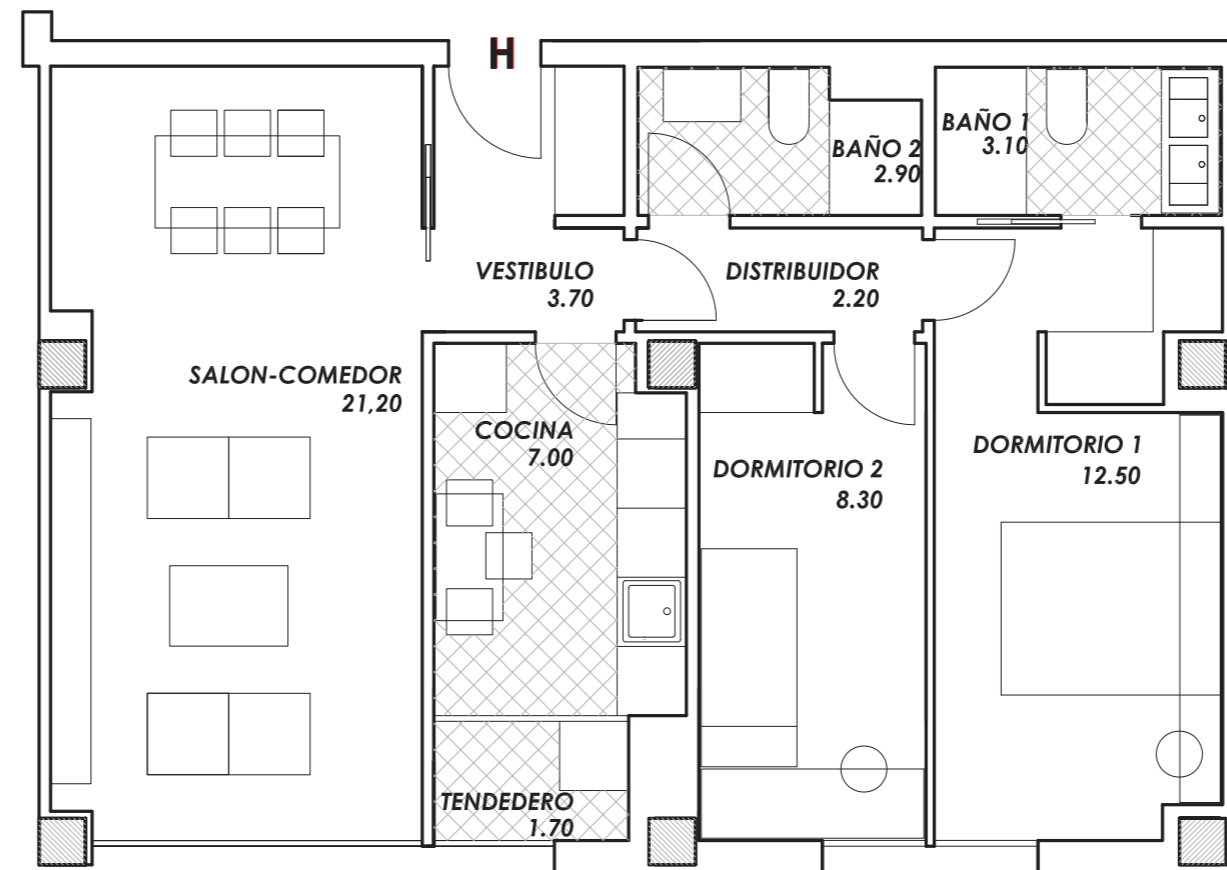 H
BAÑO 1
3.10
BAÑO 2
2.90
VESTIBULO
3.70
DISTRIBUIDOR
2.20
SALON-COMEDOR
21,20
COCINA
7.00
DORMITORIO 2
8.30
DORMITORIO 1
12.50
TENDEDERO
1.70